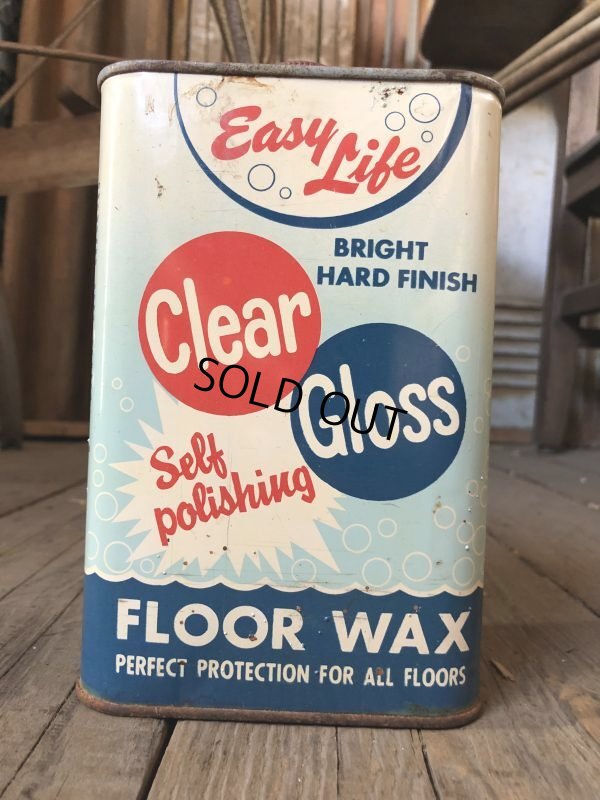 Easy
Life
BRIGHT
HARD FINISH
Clear
SOLD OUT
Gloss
Self
polishing
FLOOR WAX
PERFECT PROTECTION FOR ALL FLOORS